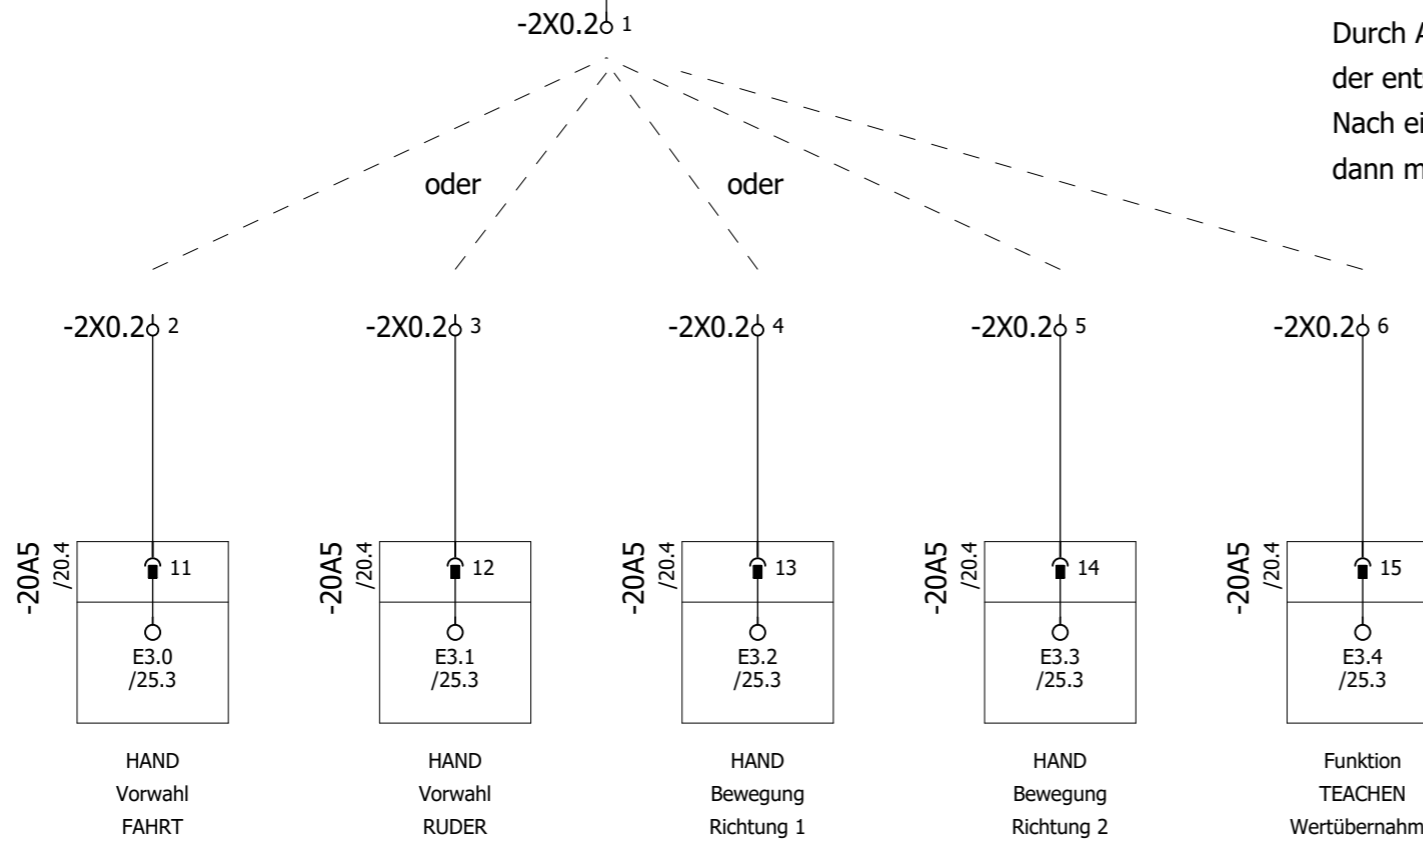 -2X0.2 1
Durch A
der ent
Nach ei
dann m
oder oder
-2X0.2 2 -2X0.2 3 -2X0.2 4 -2X0.2 5 -2X0.2 6
-20A5 /20.4 11 -20A5 /20.4 12 -20A5 /20.4 13 -20A5 /20.4 14 -20A5 /20.4 15
E3.0 E3.1 E3.2 E3.3 E3.4
/25.3 /25.3 /25.3 /25.3 /25.3
HAND HAND HAND HAND Funktion
Vorwahl Vorwahl Bewegung Bewegung TEACHEN
FAHRT RUDER Richtung 1 Richtung 2 Wertübernahm